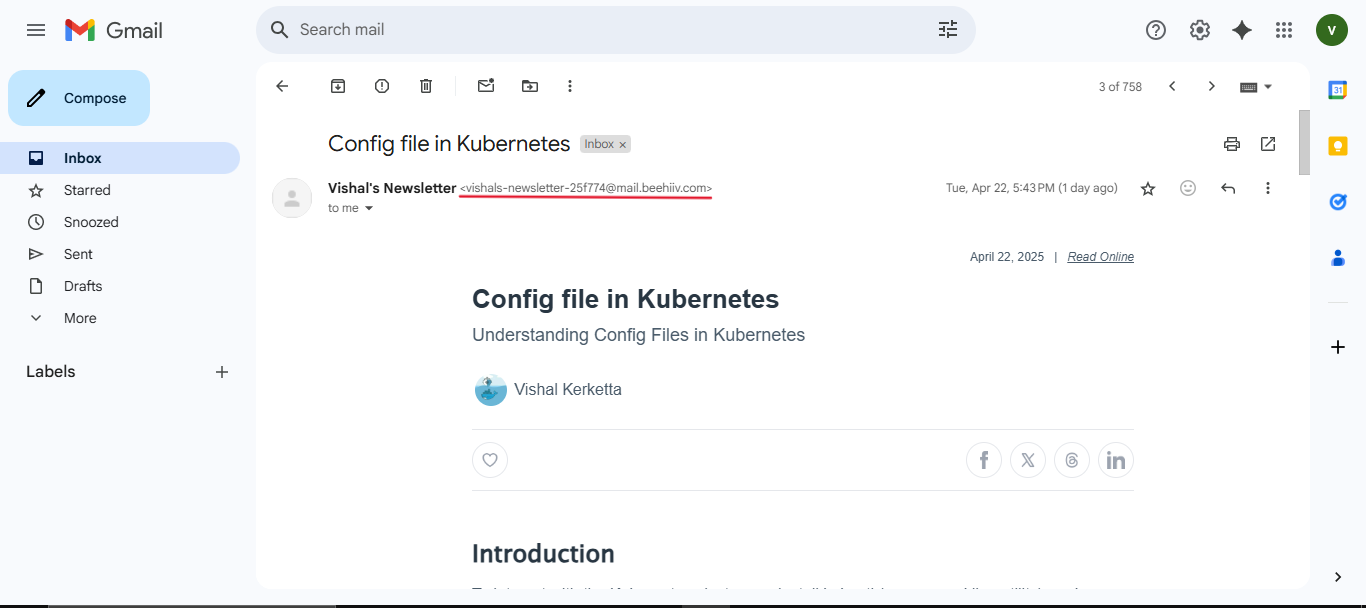 Gmail
Search mail
V
Compose
3 of 758
31
Config file in Kubernetes
Inbox ×
Inbox
Starred
Snoozed
Sent
Drafts
More
Labels
Vishal's Newsletter <vishals-newsletter-25f774@mail.beehiiv.com>
Tue, Apr 22, 5:43 PM (1 day ago)
to me
April 22, 2025 | Read Online
Config file in Kubernetes
Understanding Config Files in Kubernetes
Vishal Kerketta
Introduction